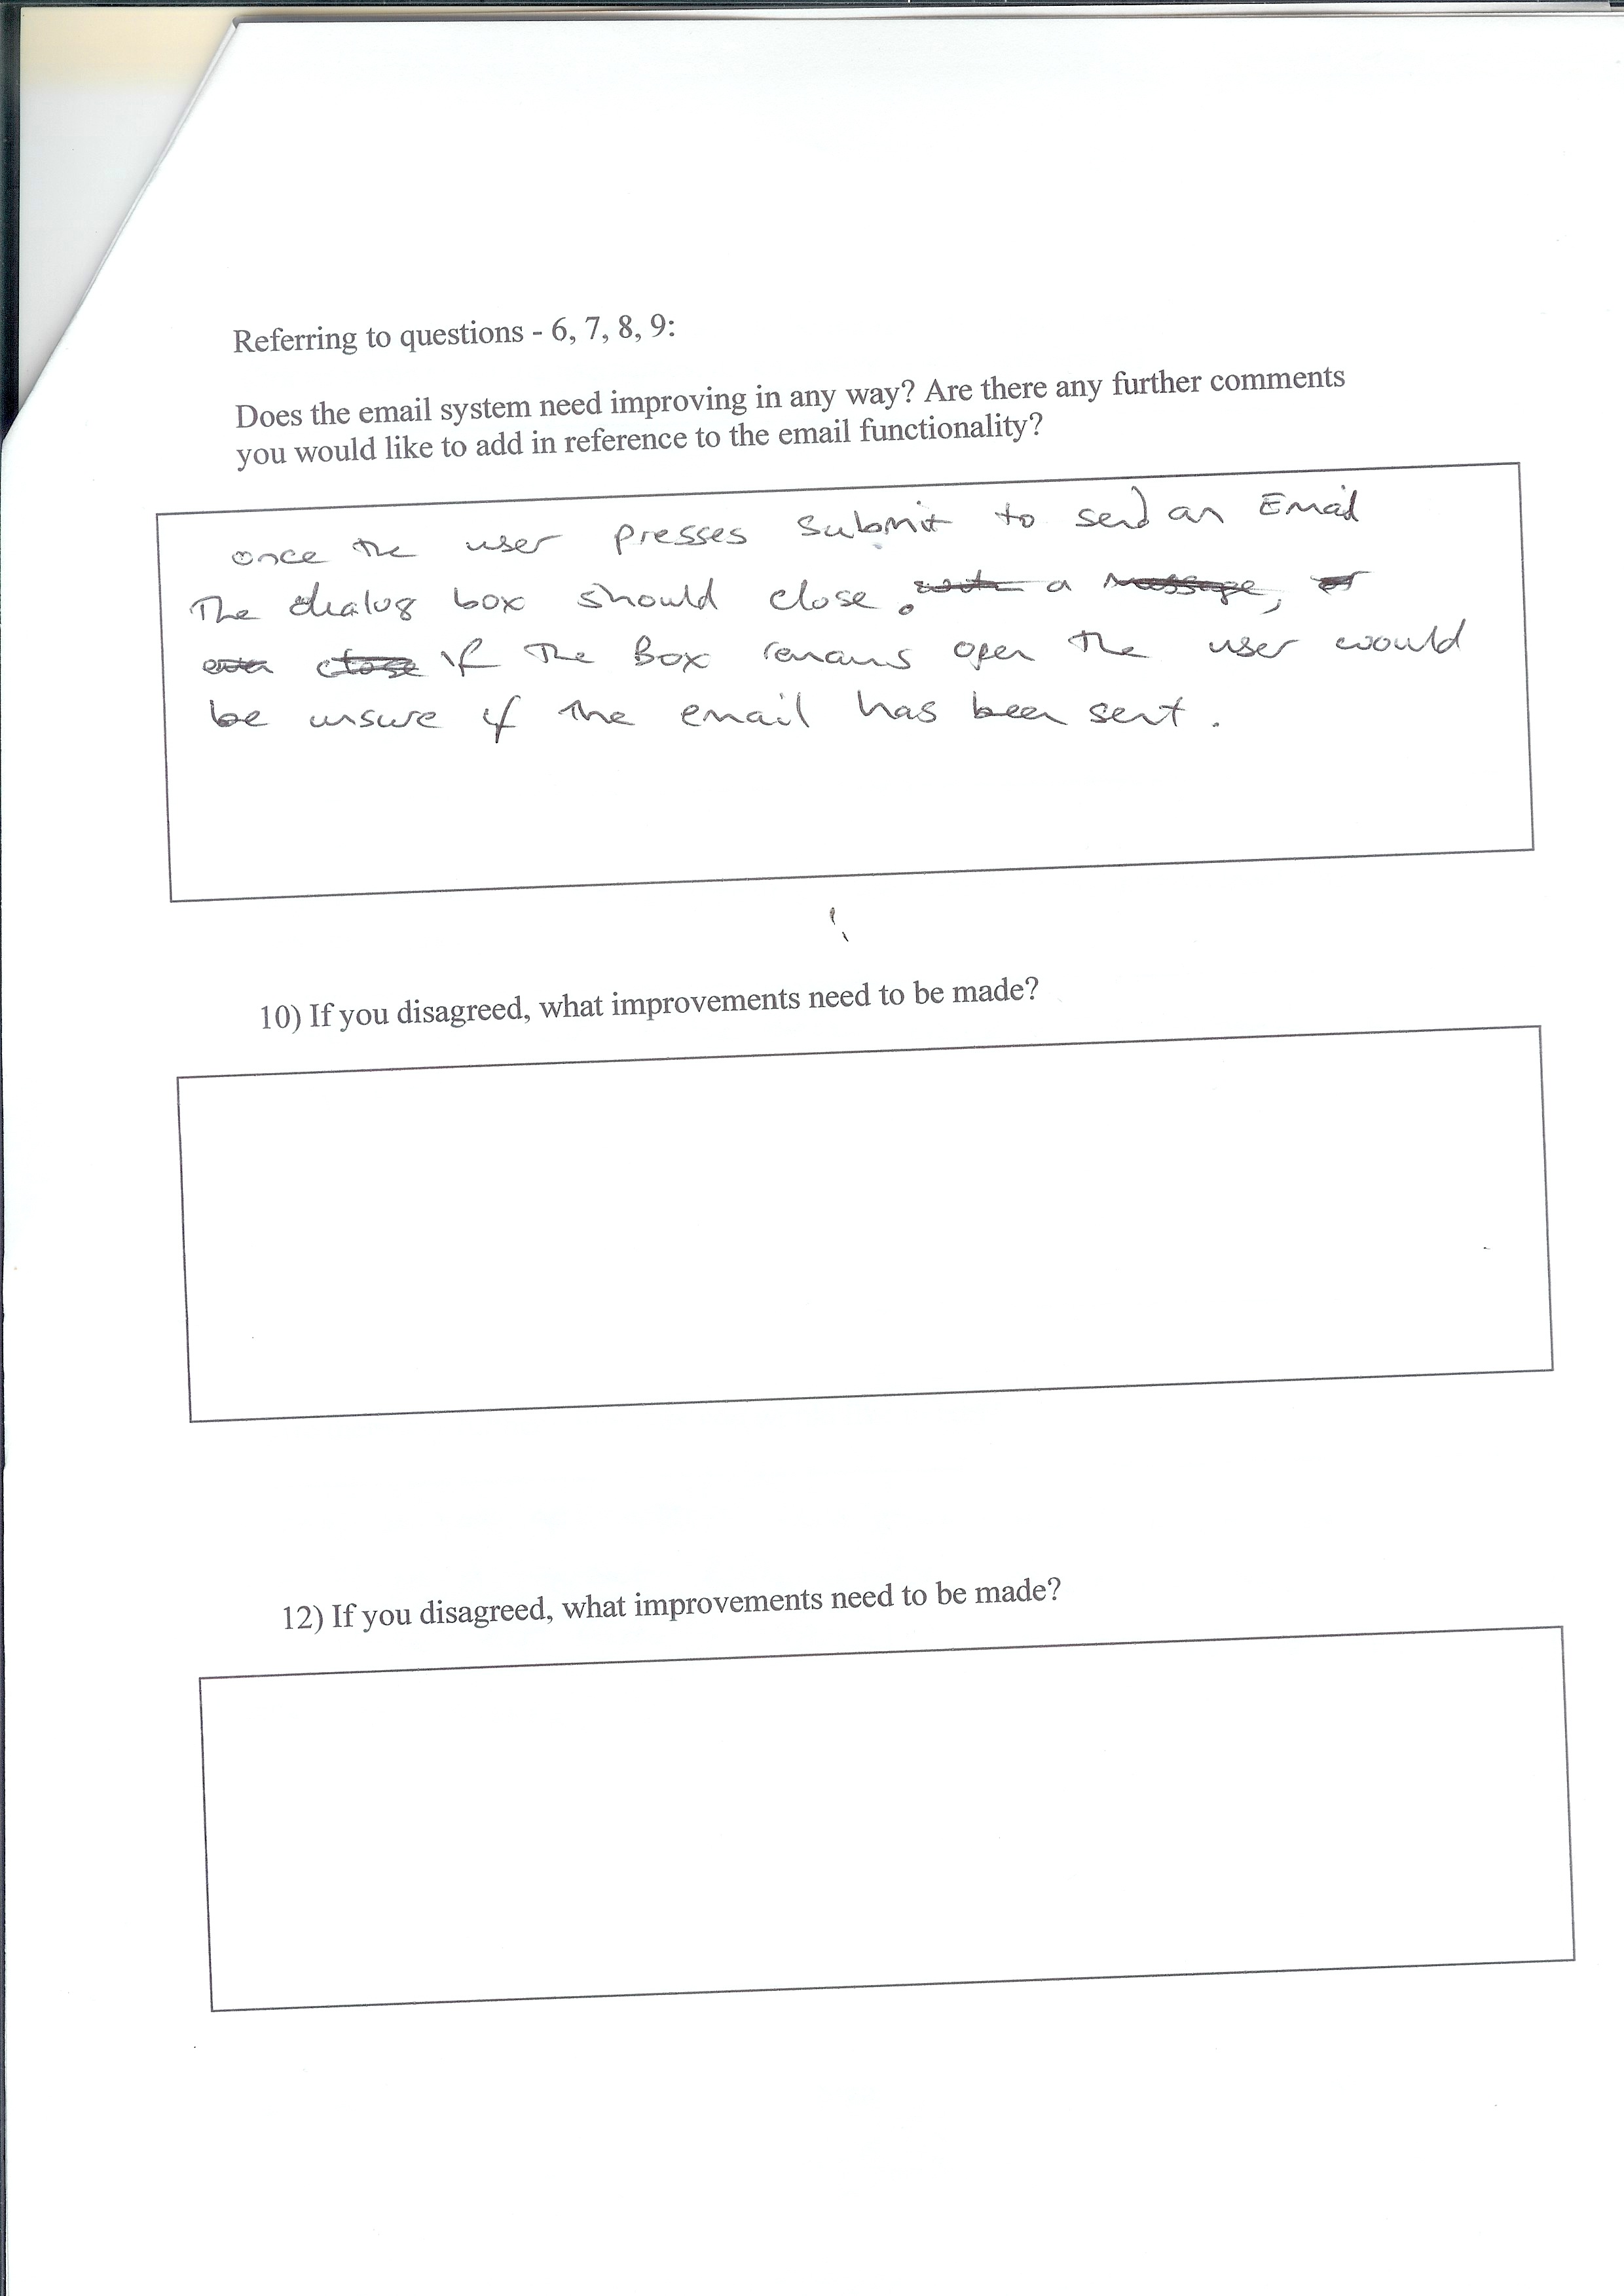 Referring to questions - 6, 7, 8, 9:
Does the email system need improving in any way? Are there any further comments
you would like to add in reference to the email functionality?
once the user presses submit to send an Email
The dialog box should close. with a message,
close if The Box remains open The user would
be unsure if the email has been sent.
10) If you disagreed, what improvements need to be made?
12) If you disagreed, what improvements need to be made?